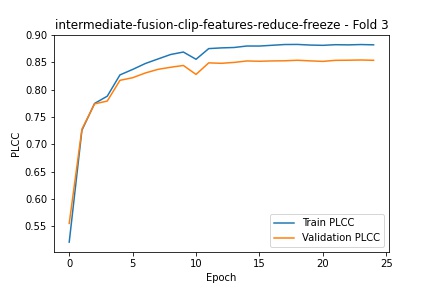 intermediate-fusion-clip-features-reduce-freeze - Fold 3
0.90
0.85
0.80
0.75
0.70
0.65
0.60
0.55
PLCC
Train PLCC
Validation PLCC
0 5 10 15 20 25
Epoch